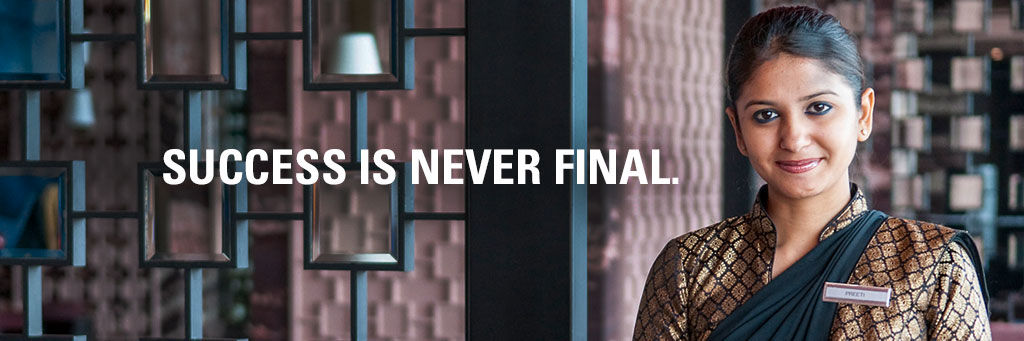 SUCCESS IS NEVER FINAL.
PREETI